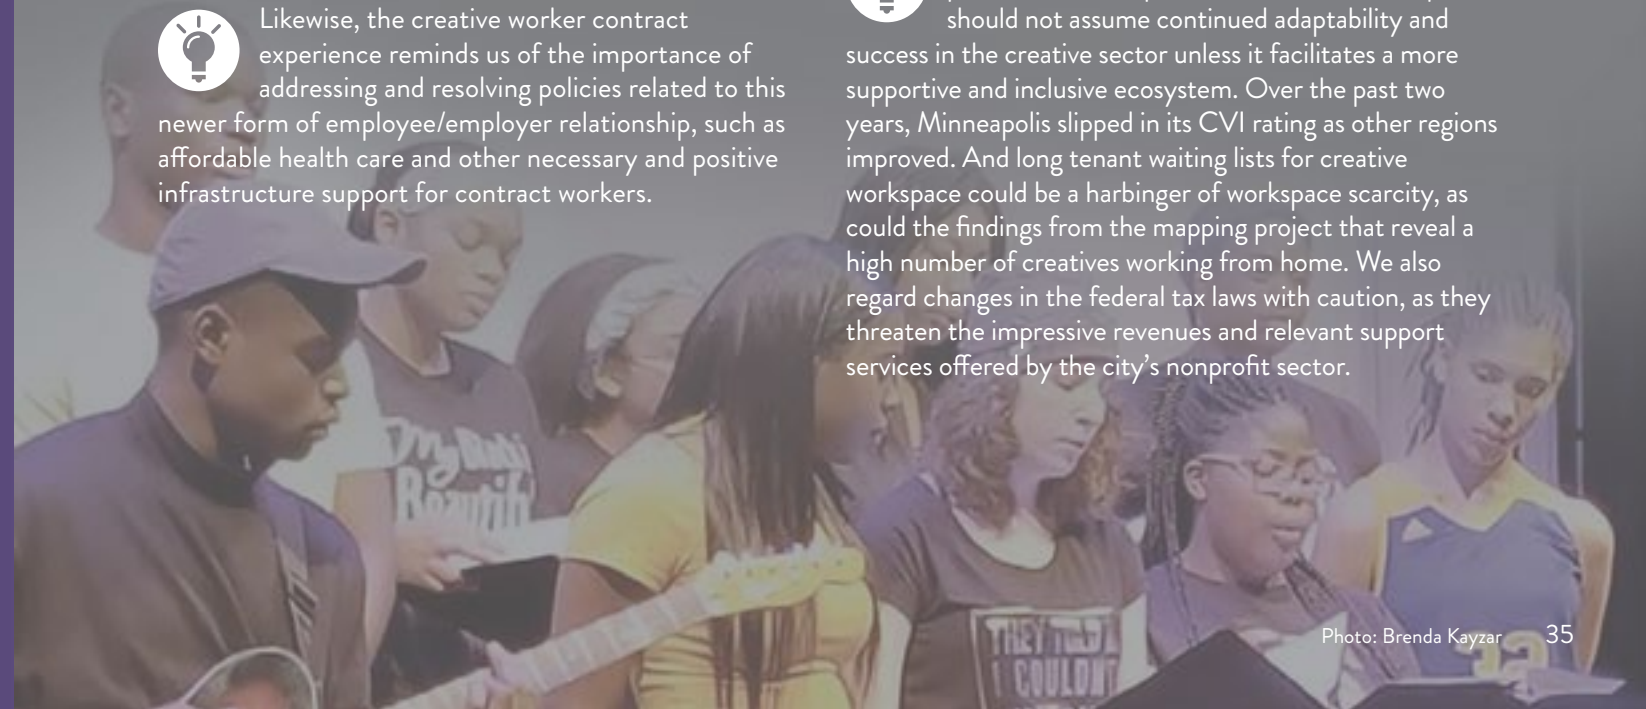 Likewise, the creative worker contract
experience reminds us of the importance of
addressing and resolving policies related to this
newer form of employee/employer relationship, such as
affordable health care and other necessary and positive
infrastructure support for contract workers.
should not assume continued adaptability and
success in the creative sector unless it facilitates a more
supportive and inclusive ecosystem. Over the past two
years, Minneapolis slipped in its CVI rating as other regions
improved. And long tenant waiting lists for creative
workspace could be a harbinger of workspace scarcity, as
could the findings from the mapping project that reveal a
high number of creatives working from home. We also
regard changes in the federal tax laws with caution, as they
threaten the impressive revenues and relevant support
services offered by the city’s nonprofit sector.
My
THEY TOLD
I COULDN'T
32
Photo: Brenda Kayzar 35